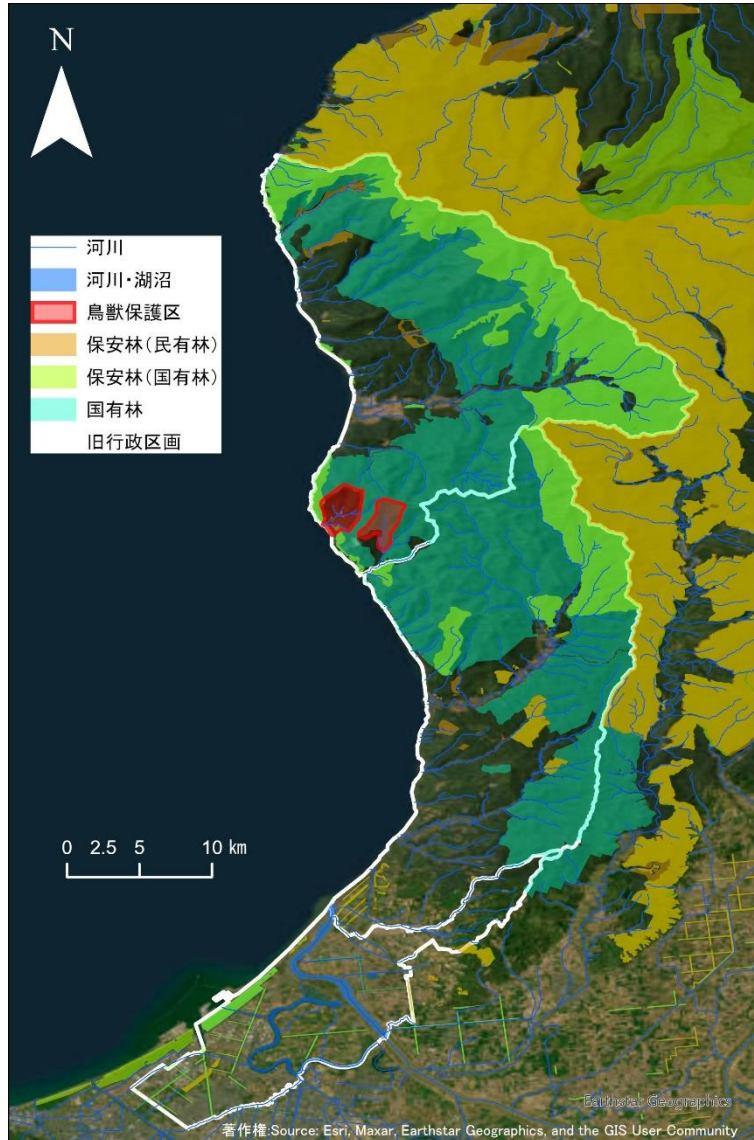 N
河川
河川・湖沼
鳥獣保護区
保安林(民有林)
保安林(国有林)
国有林
旧行政区画
0 2.5 5 10 km
Earthstar Geographics
著作権:Source: Esri, Maxar, Earthstar Geographics, and the GIS User Community